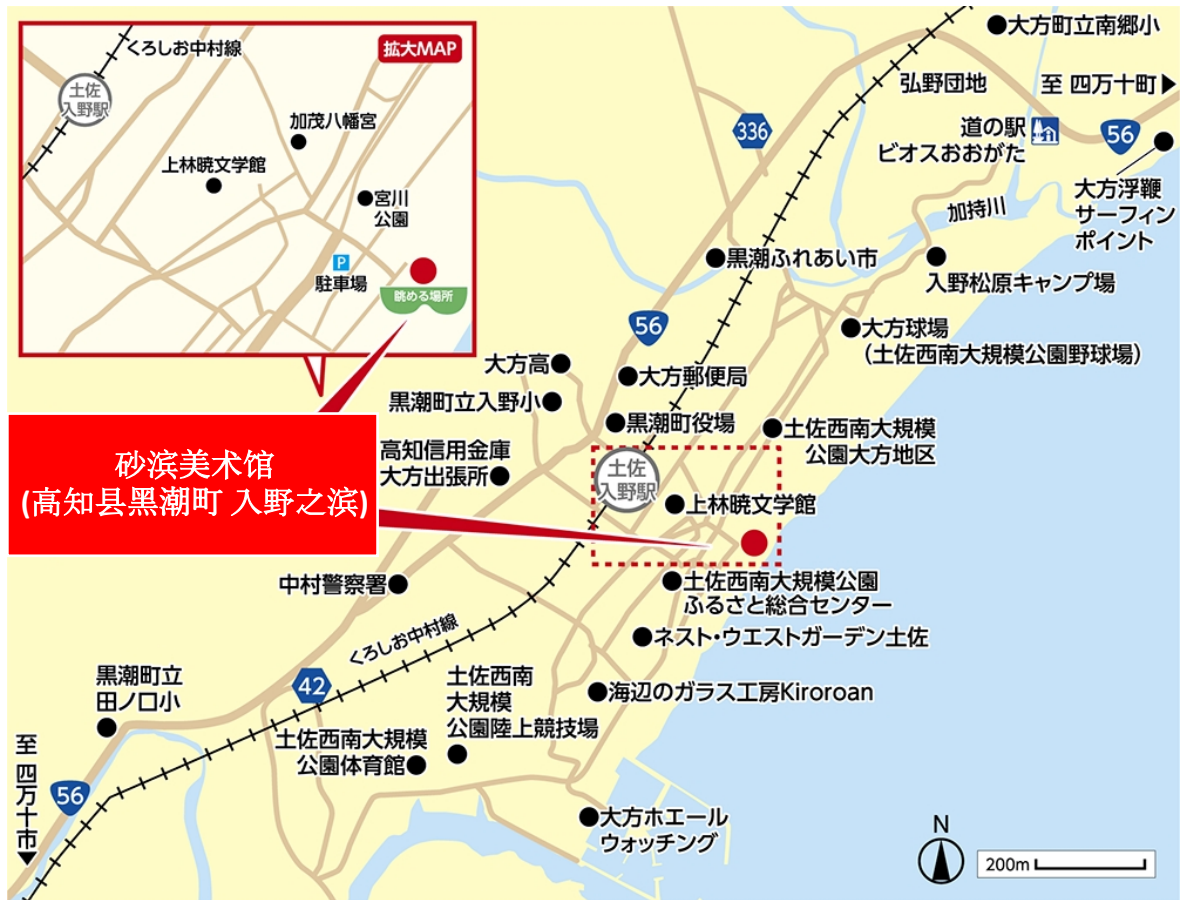 くろしお中村線
拡大MAP
土佐
入野駅
加茂八幡宮
上林暁文学館
宮川
公園
P
駐車場
眺める場所
大方町立南郷小
弘野団地
至 四万十町▶
336
道の駅
ビオスおおがた
56
大方浮鞭
サーフィン
ポイント
加持川
黒潮ふれあい市
入野松原キャンプ場
56
大方球場
(土佐西南大規模公園野球場)
大方高
大方郵便局
黒潮町立入野小
黒潮町役場
土佐西南大規模
公園大方地区
高知信用金庫
大方出張所
土佐
入野駅
砂滨美术馆
(高知县黒潮町 入野之滨)
上林暁文学館
中村警察署
土佐西南大規模公園
ふるさと総合センター
くろしお中村線
ネスト・ウエストガーデン土佐
黒潮町立
田ノ口小
42
土佐西南
大規模
公園陸上競技場
海辺のガラス工房Kiroroan
土佐西南大規模
公園体育館
至 四万十市▼
56
大方ホエール
ウォッチング
N
200m